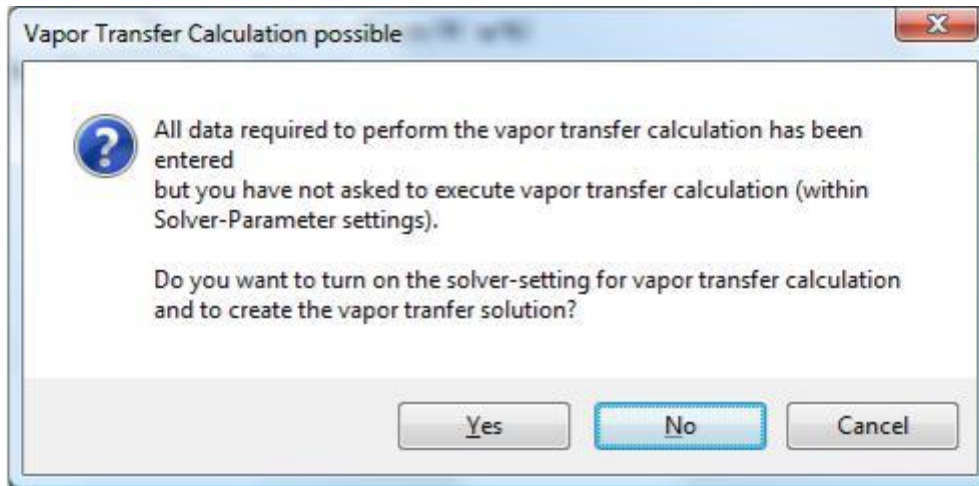 Vapor Transfer Calculation possible
All data required to perform the vapor transfer calculation has been
entered
but you have not asked to execute vapor transfer calculation (within
Solver-Parameter settings).
Do you want to turn on the solver-setting for vapor transfer calculation
and to create the vapor tranfer solution?
Yes
No
Cancel